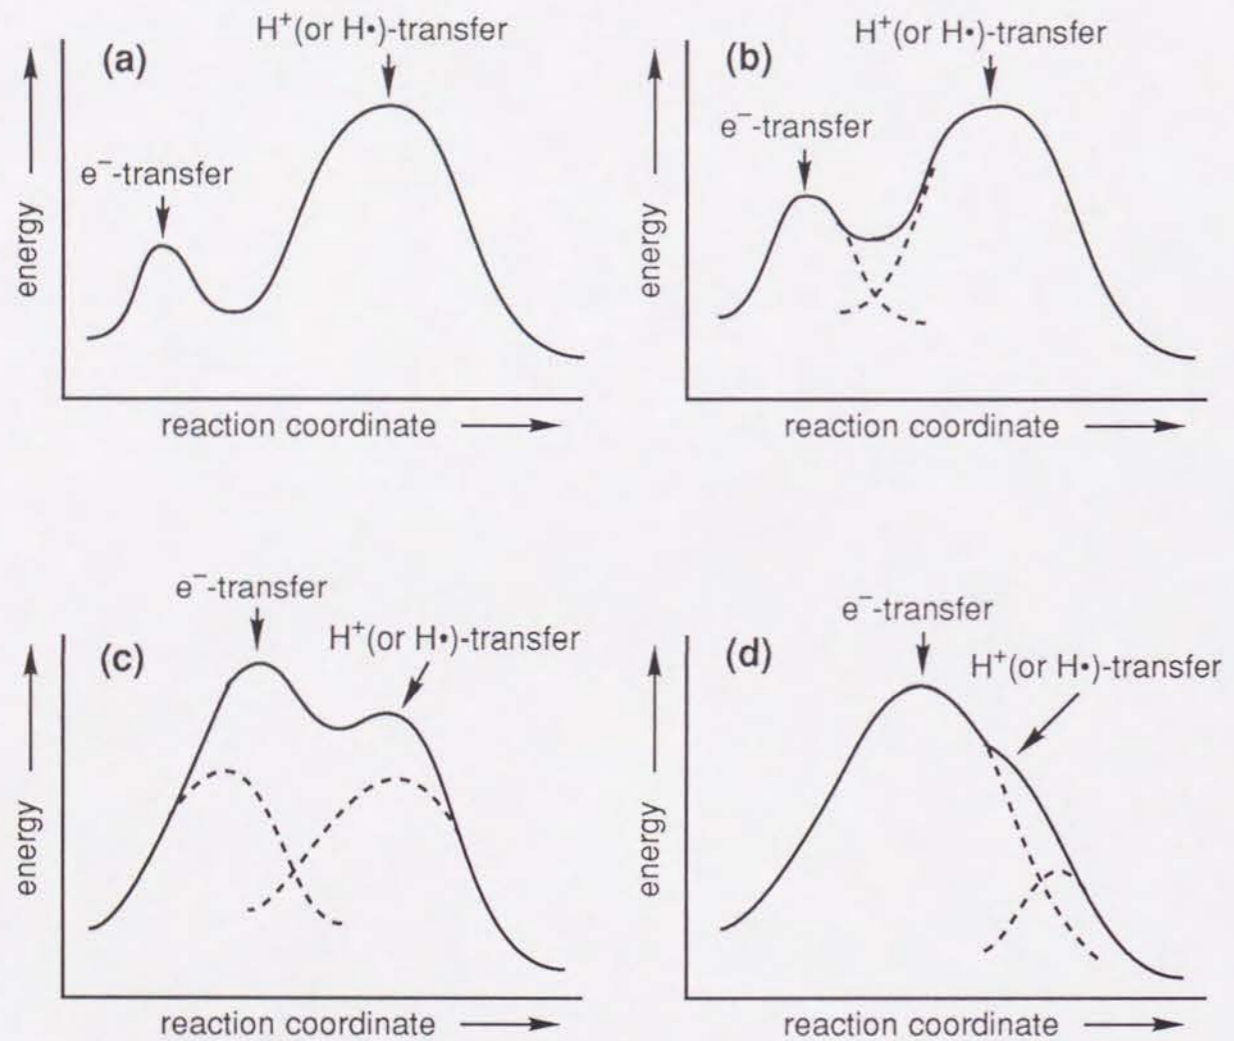 H⁺(or H•)-transfer
(a)
e⁻-transfer
energy
reaction coordinate
H⁺(or H•)-transfer
(b)
e⁻-transfer
energy
reaction coordinate
e⁻-transfer
H⁺(or H•)-transfer
(c)
energy
reaction coordinate
e⁻-transfer
(d)
H⁺(or H•)-transfer
energy
reaction coordinate